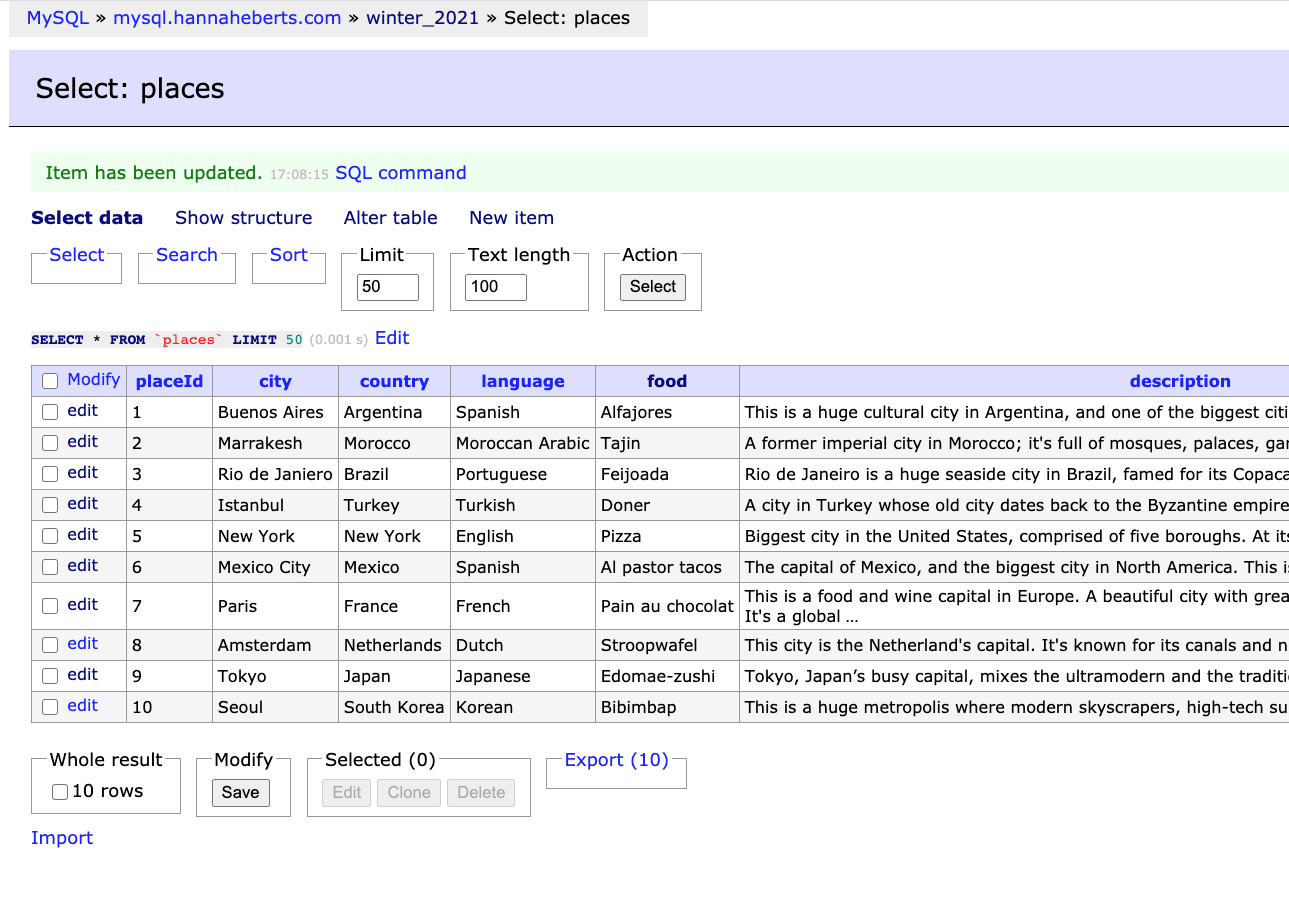 MySQL » mysql.hannaheberts.com » winter_2021 » Select: places
Select: places
Item has been updated. 17:08:15 SQL command
Select data Show structure Alter table New item
Select Search Sort Limit Text length Action
50 100 Select
SELECT * FROM `places` LIMIT 50 (0.001 s) Edit
Modify placeId city country language food description
edit 1 Buenos Aires Argentina Spanish Alfajores This is a huge cultural city in Argentina, and one of the biggest citi
edit 2 Marrakesh Morocco Moroccan Arabic Tajin A former imperial city in Morocco; it's full of mosques, palaces, gar
edit 3 Rio de Janiero Brazil Portuguese Feijoada Rio de Janeiro is a huge seaside city in Brazil, famed for its Copaca
edit 4 Istanbul Turkey Turkish Doner A city in Turkey whose old city dates back to the Byzantine empire
edit 5 New York New York English Pizza Biggest city in the United States, comprised of five boroughs. At its
edit 6 Mexico City Mexico Spanish Al pastor tacos The capital of Mexico, and the biggest city in North America. This is
edit 7 Paris France French Pain au chocolat This is a food and wine capital in Europe. A beautiful city with grea
It's a global ...
edit 8 Amsterdam Netherlands Dutch Stroopwafel This city is the Netherland's capital. It's known for its canals and n
edit 9 Tokyo Japan Japanese Edomae-zushi Tokyo, Japan’s busy capital, mixes the ultramodern and the traditi
edit 10 Seoul South Korea Korean Bibimbap This is a huge metropolis where modern skyscrapers, high-tech su
Whole result Modify Selected (0) Export (10)
10 rows Save Edit Clone Delete
Import